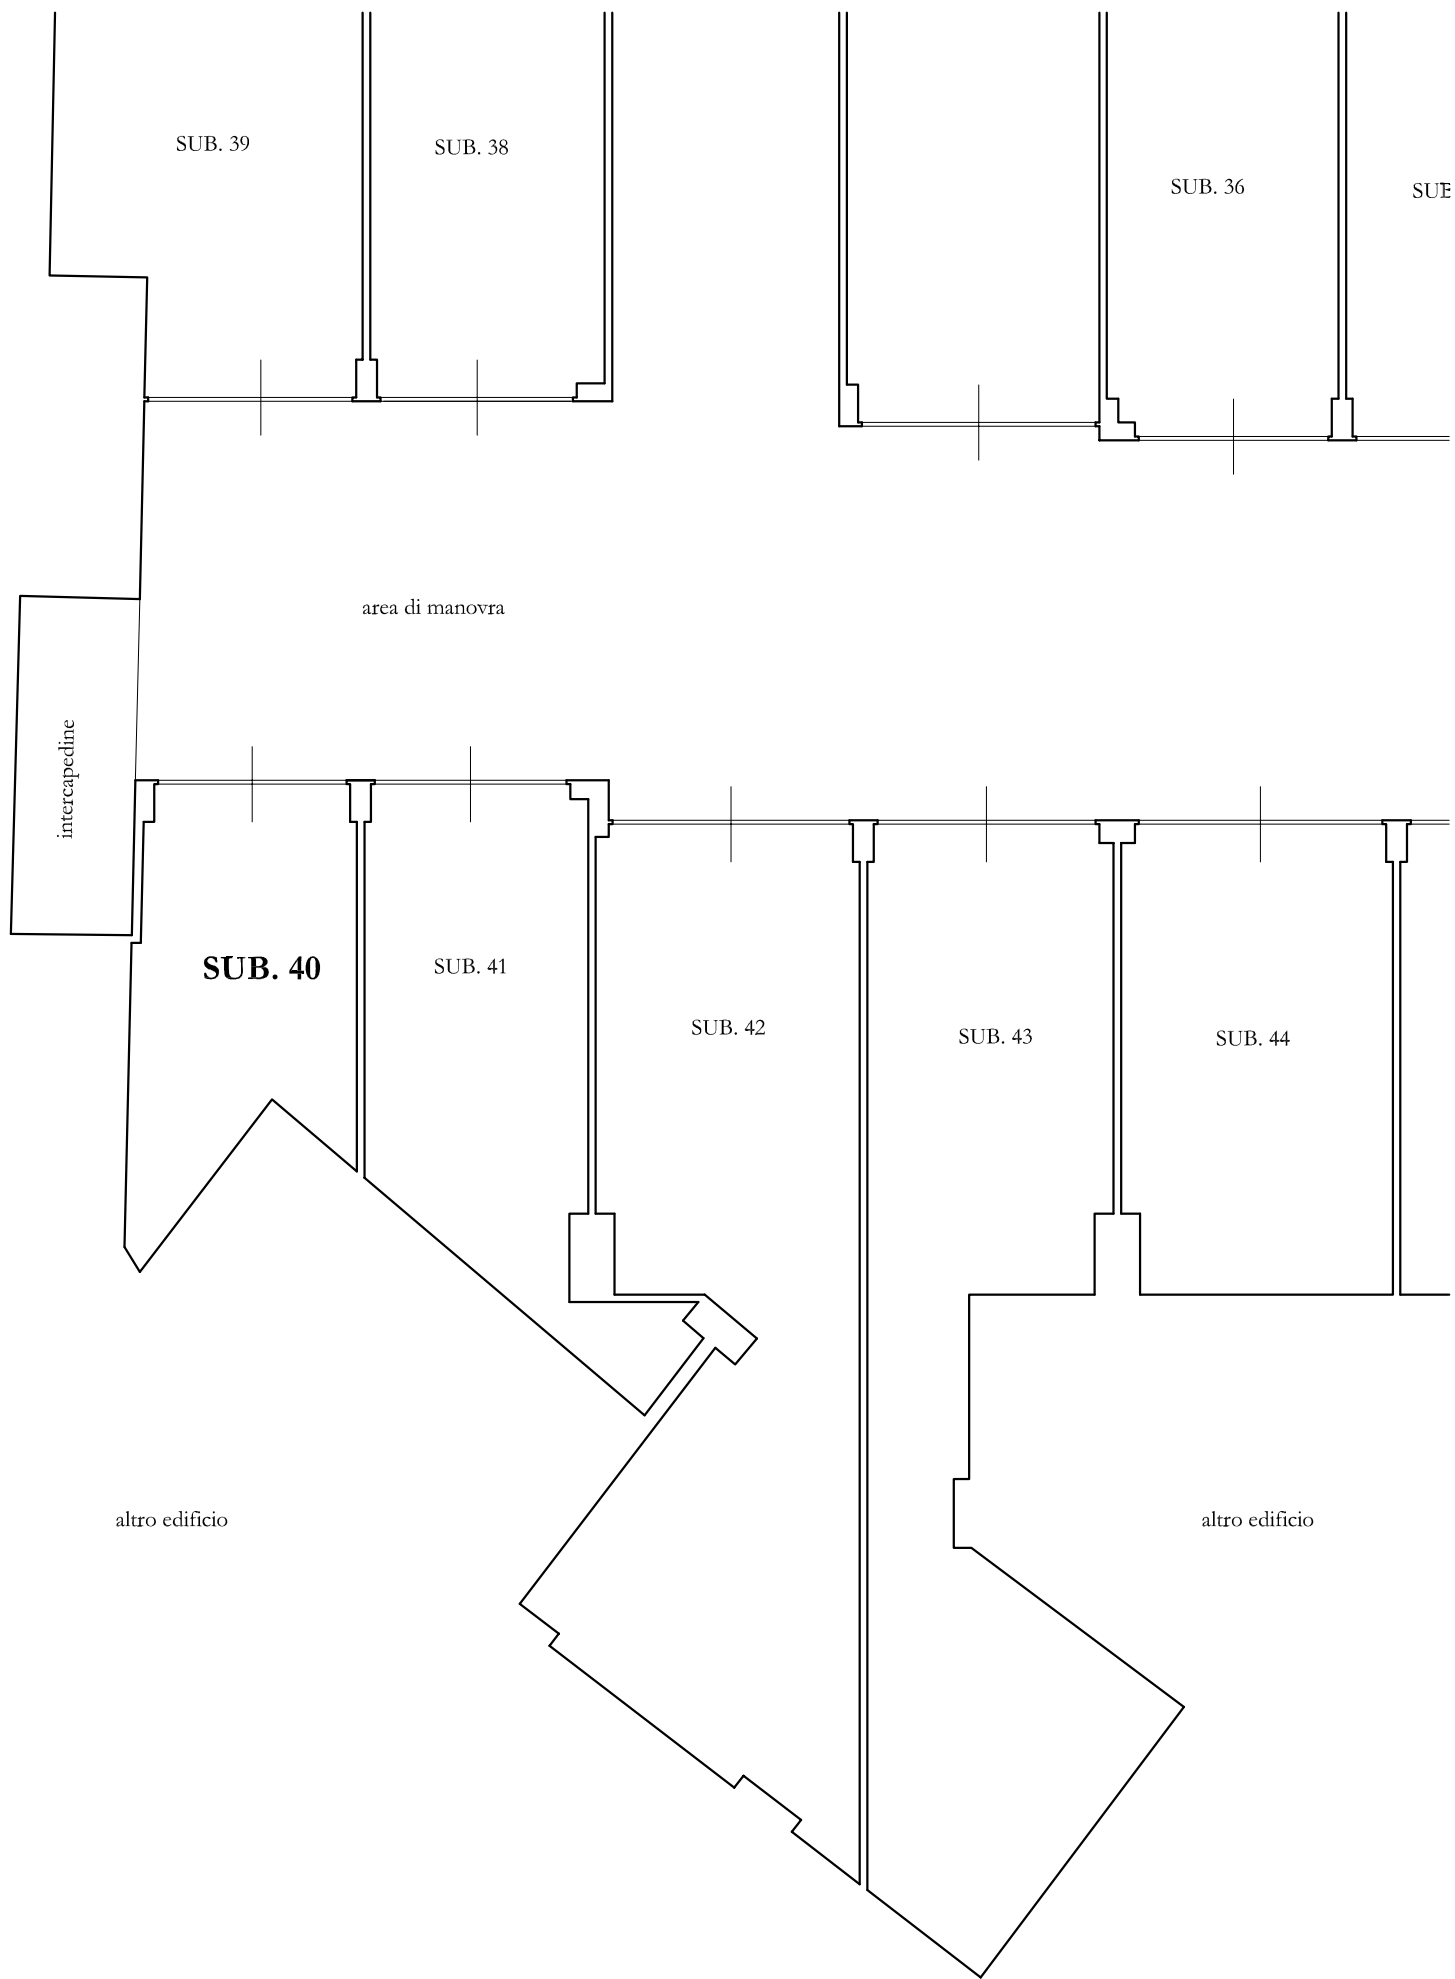 SUB. 39
SUB. 38
SUB. 36
SUB
area di manovra
intercapedine
SUB. 40
SUB. 41
SUB. 42
SUB. 43
SUB. 44
altro edificio
altro edificio